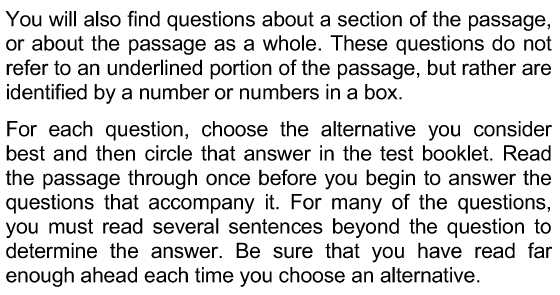 You will also find questions about a section of the passage,
or about the passage as a whole. These questions do not
refer to an underlined portion of the passage, but rather are
identified by a number or numbers in a box.
For each question, choose the alternative you consider
best and then circle that answer in the test booklet. Read
the passage through once before you begin to answer the
questions that accompany it. For many of the questions,
you must read several sentences beyond the question to
determine the answer. Be sure that you have read far
enough ahead each time you choose an alternative.